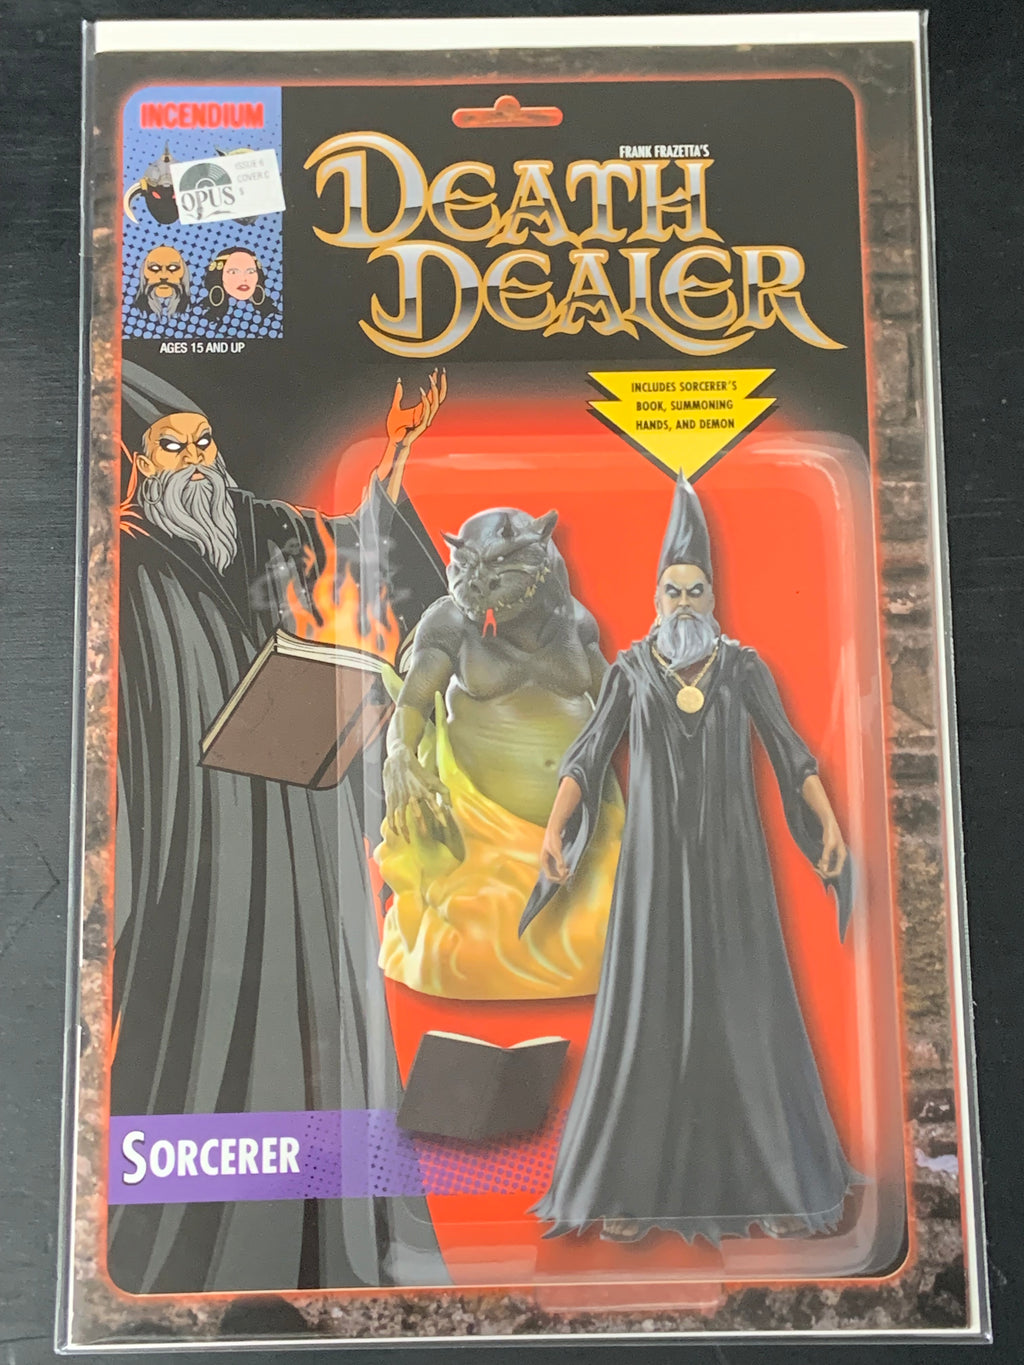 INCENDIUM
ISSUE 6
COVER C
$
OPUS
FRANK FRAZETTA'S
DEATH
DEALER
AGES 15 AND UP
INCLUDES SORCERER'S
BOOK, SUMMONING
HANDS, AND DEMON
SORCERER